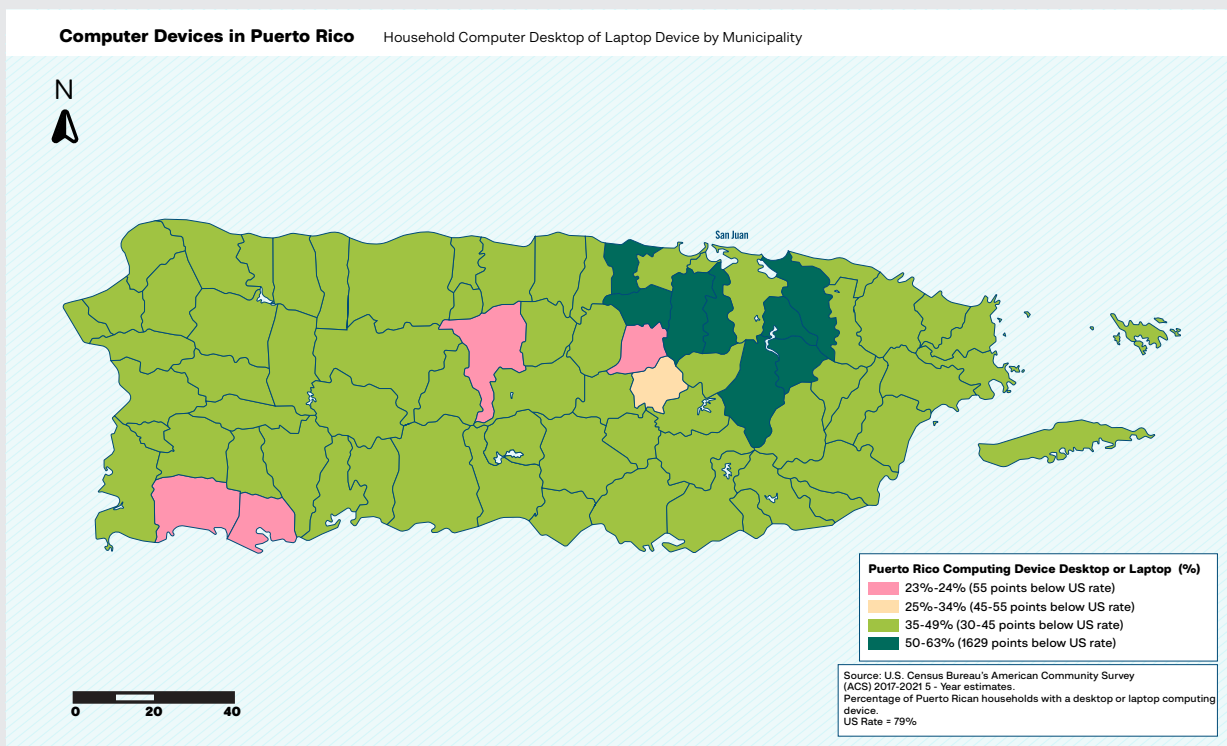 Computer Devices in Puerto Rico Household Computer Desktop of Laptop Device by Municipality
N
San Juan
Puerto Rico Computing Device Desktop or Laptop (%)
23%-24% (55 points below US rate)
25%-34% (45-55 points below US rate)
35-49% (30-45 points below US rate)
50-63% (1629 points below US rate)
Source: U.S. Census Bureau's American Community Survey
(ACS) 2017-2021 5 - Year estimates.
Percentage of Puerto Rican households with a desktop or laptop computing
device.
US Rate = 79%
0 20 40